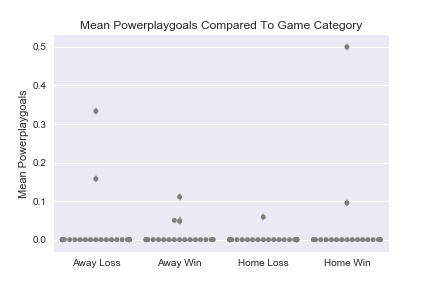 Mean Powerplaygoals Compared To Game Category
Mean Powerplaygoals
0.5
0.4
0.3
0.2
0.1
0.0
Away Loss Away Win Home Loss Home Win